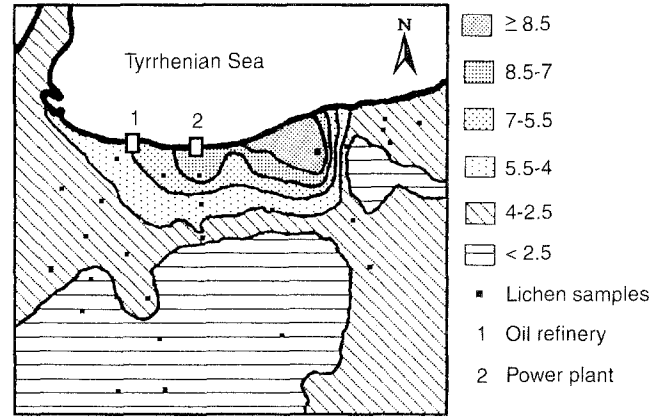 Tyrrhenian Sea
N
1
2
≥ 8.5
8.5-7
7-5.5
5.5-4
4-2.5
< 2.5
Lichen samples
1 Oil refinery
2 Power plant